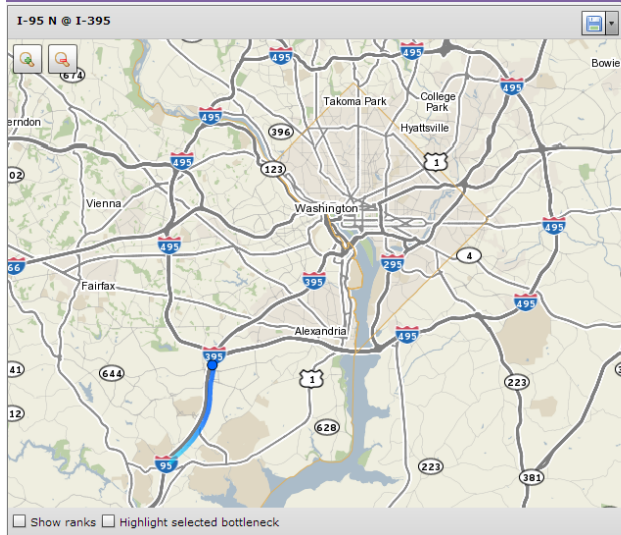 I-95 N @ I-395
674
495
495
Bowie
Takoma Park
College
Park
erndon
495
396
Hyattsville
495
123
1
02
Vienna
Washington
495
495
66
4
295
395
Fairfax
495
Alexandria
495
395
41
644
1
223
12
628
95
223
381
Show ranks
Highlight selected bottleneck